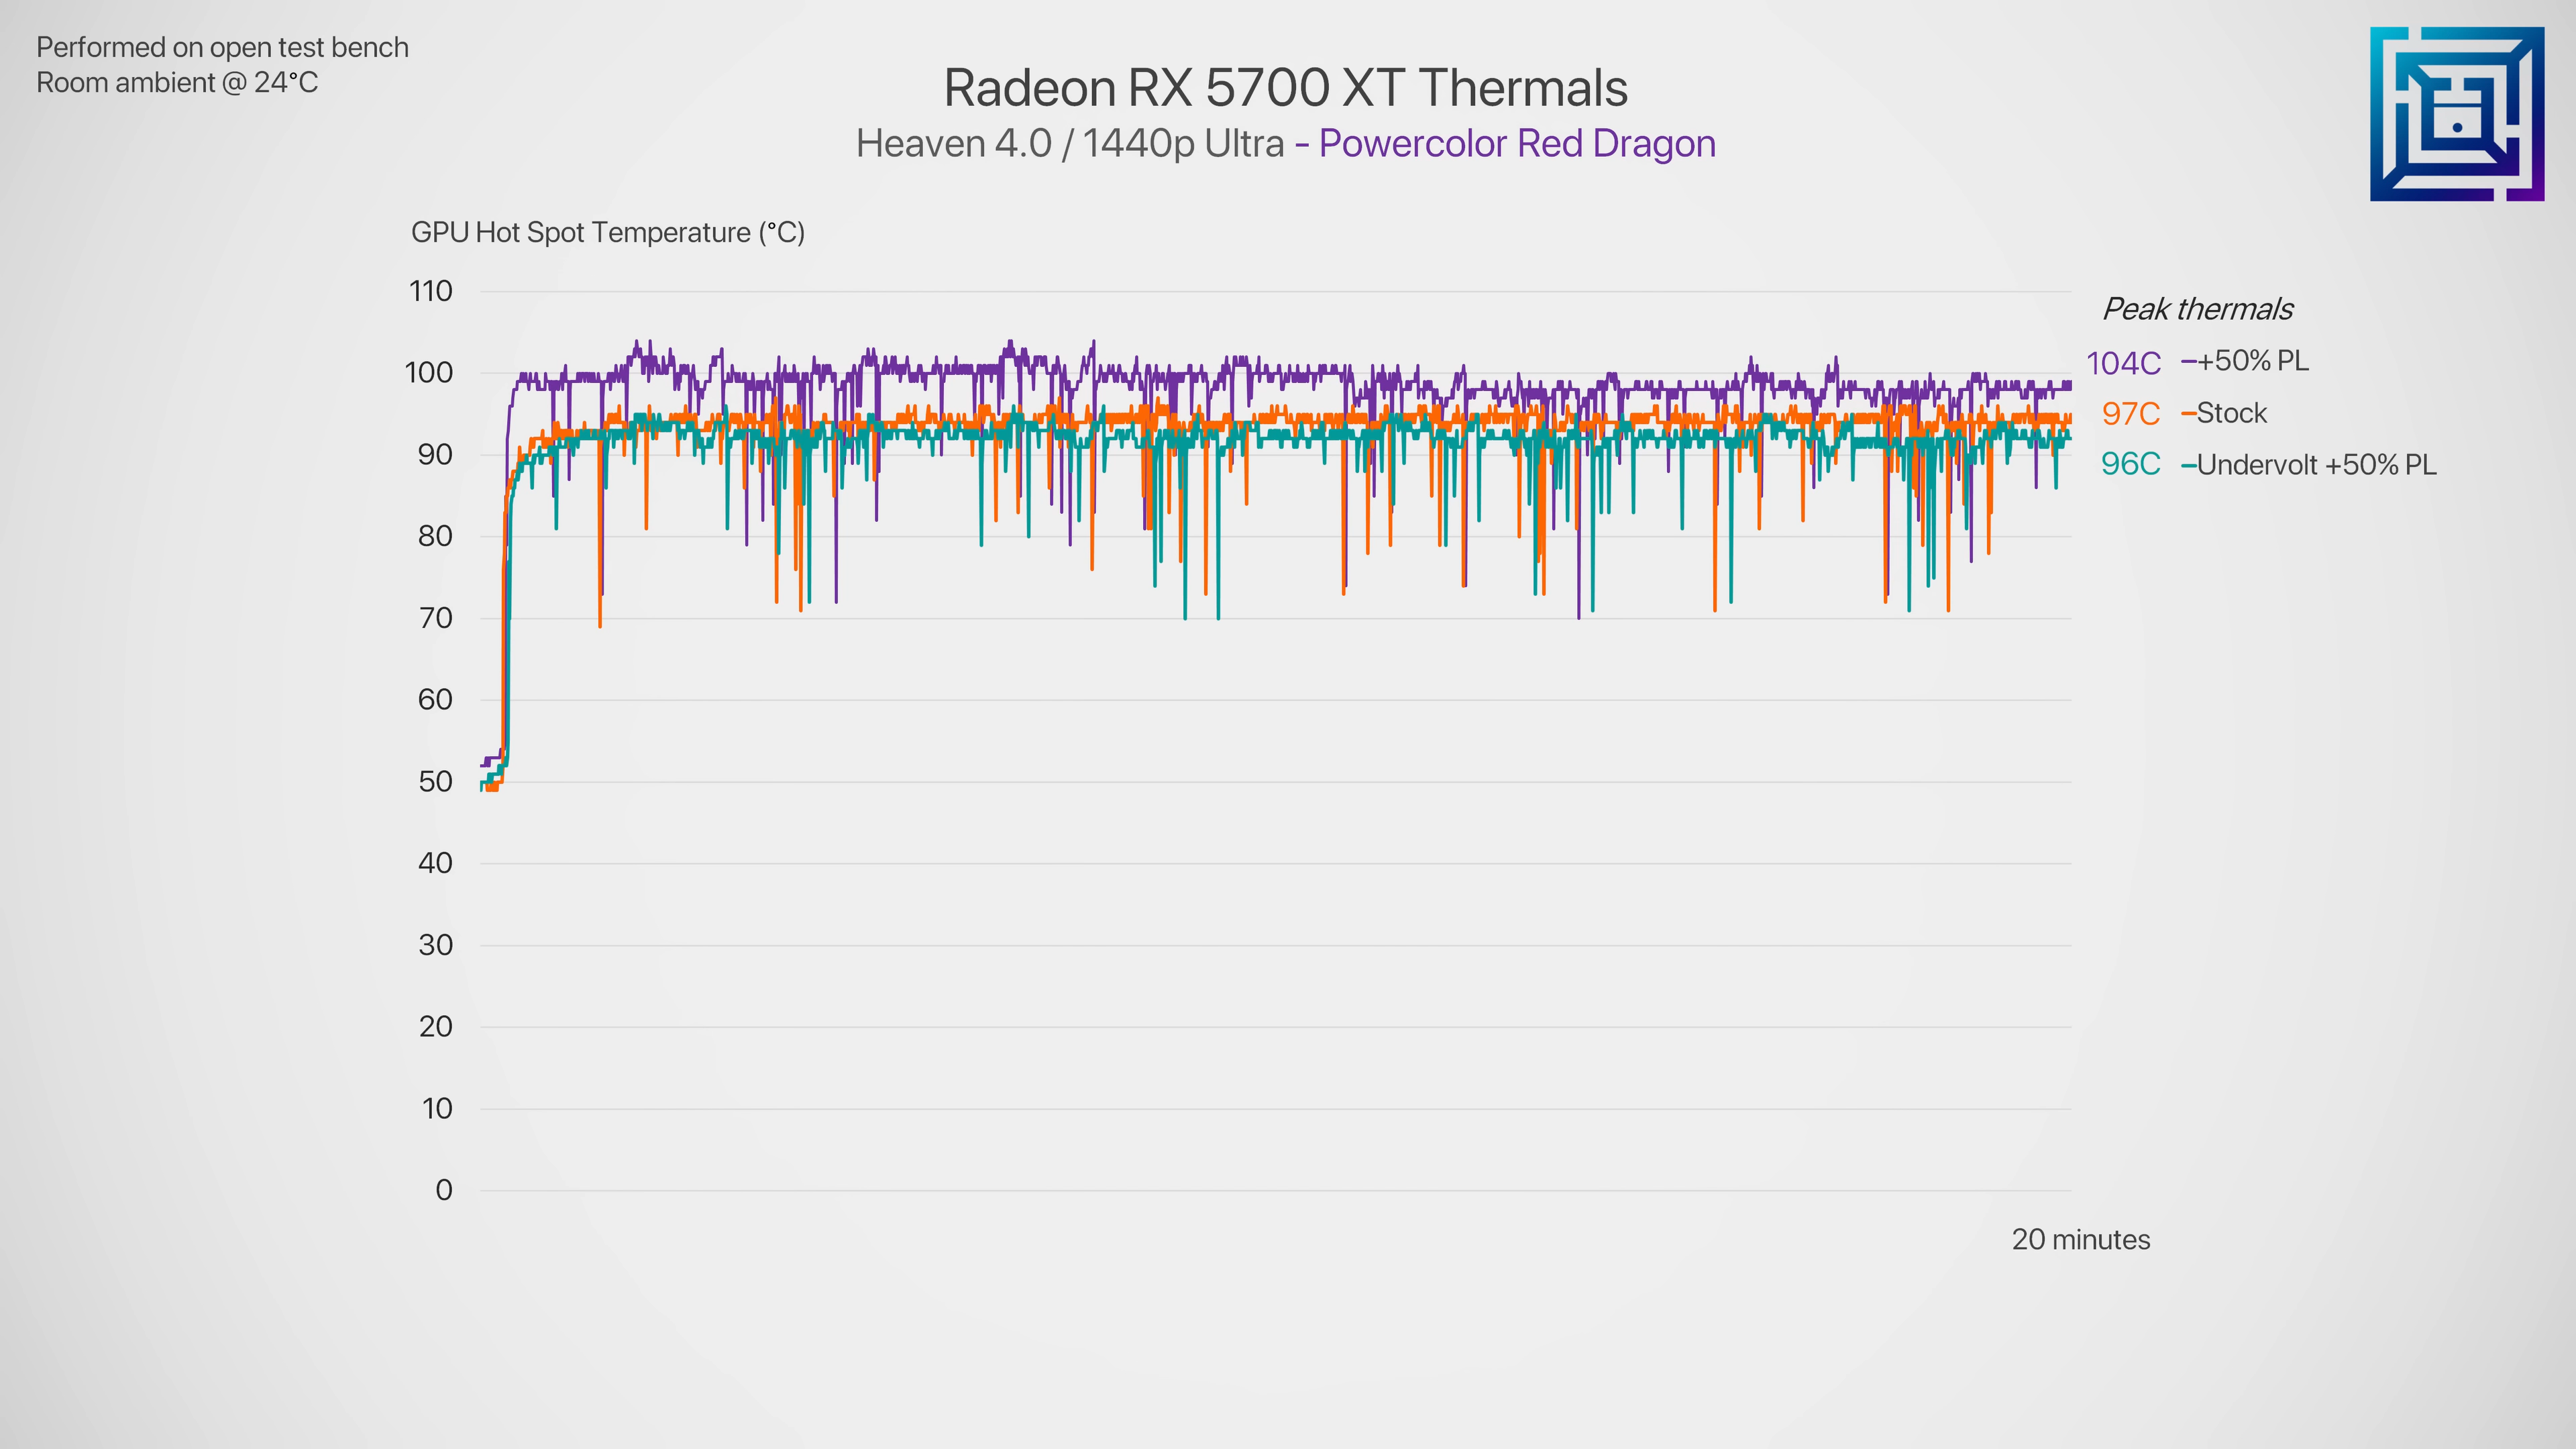 Performed on open test bench
Room ambient @ 24°C
Radeon RX 5700 XT Thermals
Heaven 4.0 / 1440p Ultra - Powercolor Red Dragon
GPU Hot Spot Temperature (°C)
110
100
90
80
70
60
50
40
30
20
10
0
Peak thermals
104C +50% PL
97C Stock
96C Undervolt +50% PL
20 minutes